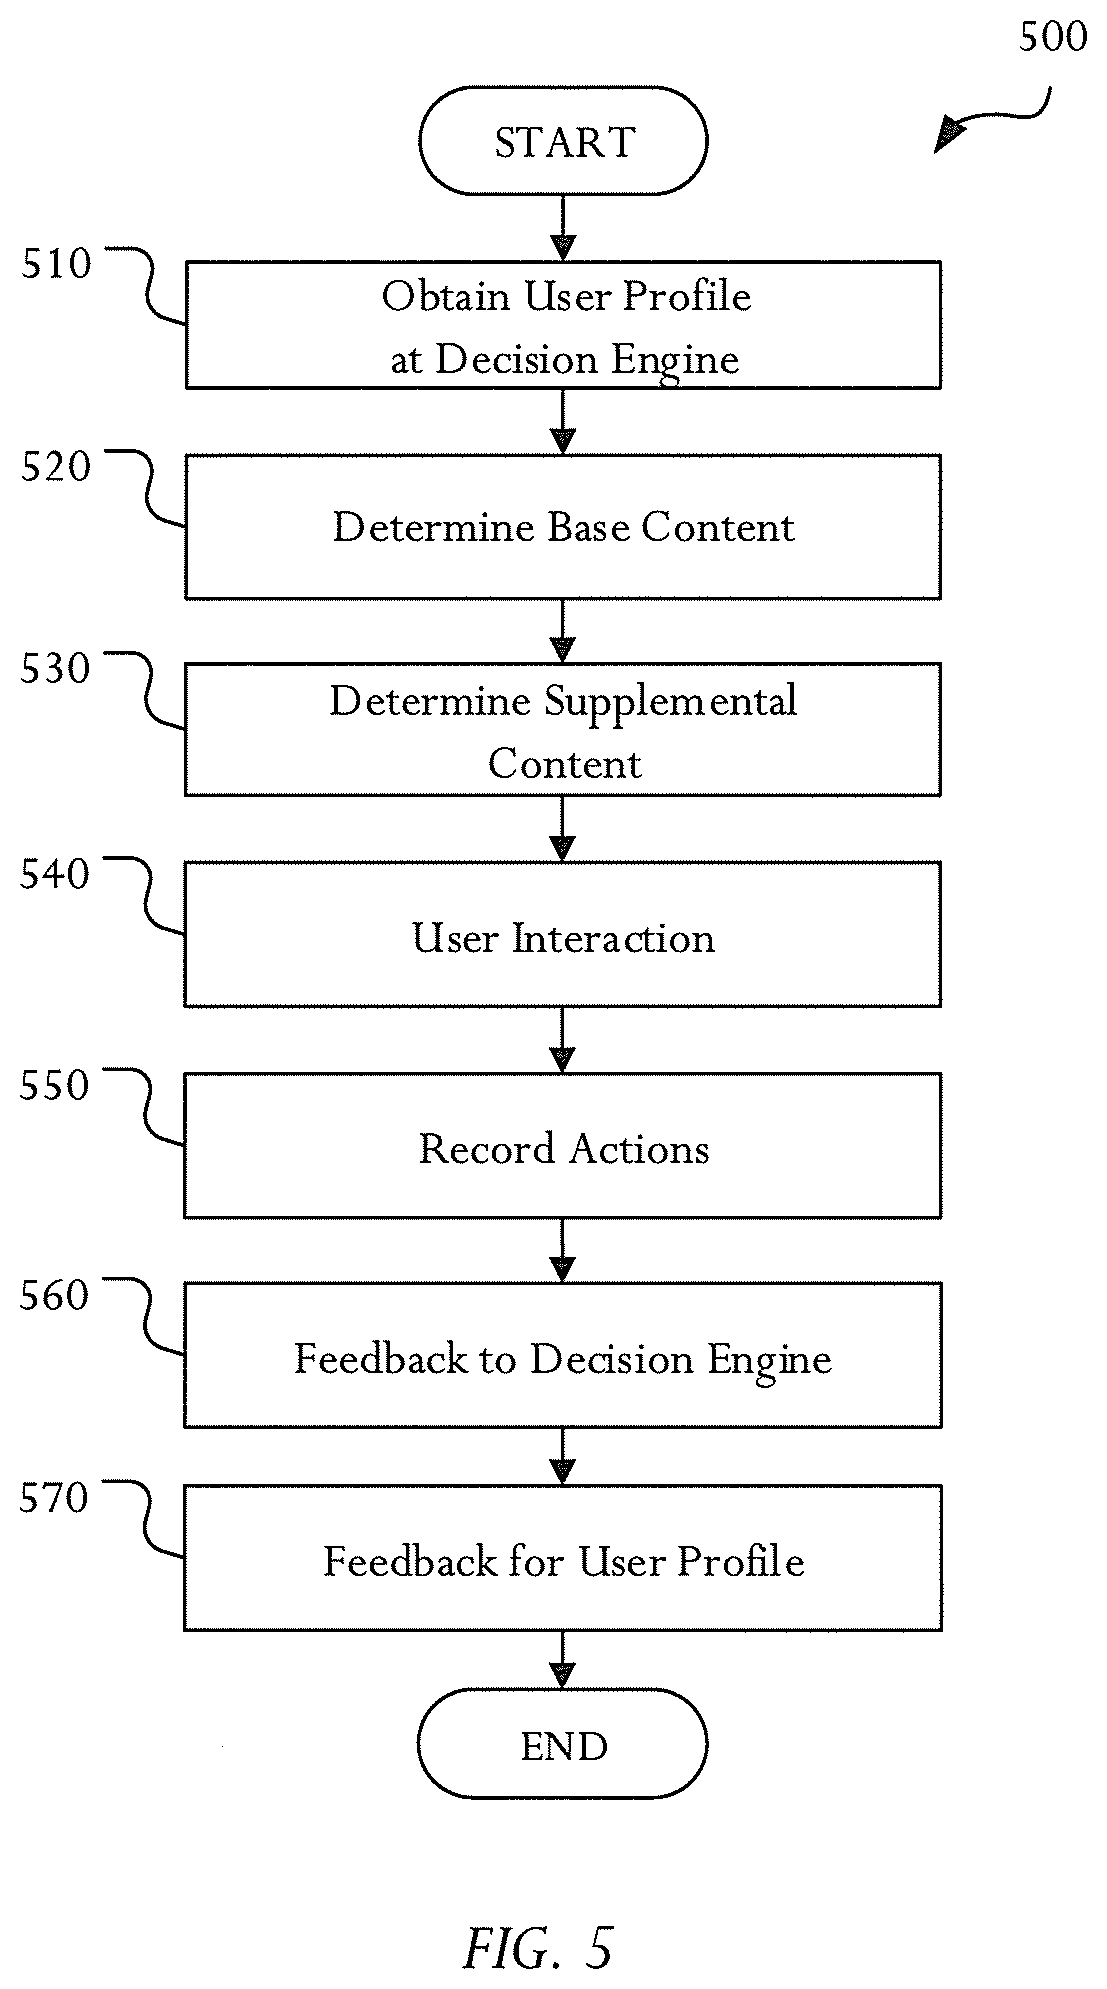 500
START
510
Obtain User Profile
at Decision Engine
520
Determine Base Content
530
Determine Supplemental
Content
540
User Interaction
550
Record Actions
560
Feedback to Decision Engine
570
Feedback for User Profile
END
FIG. 5